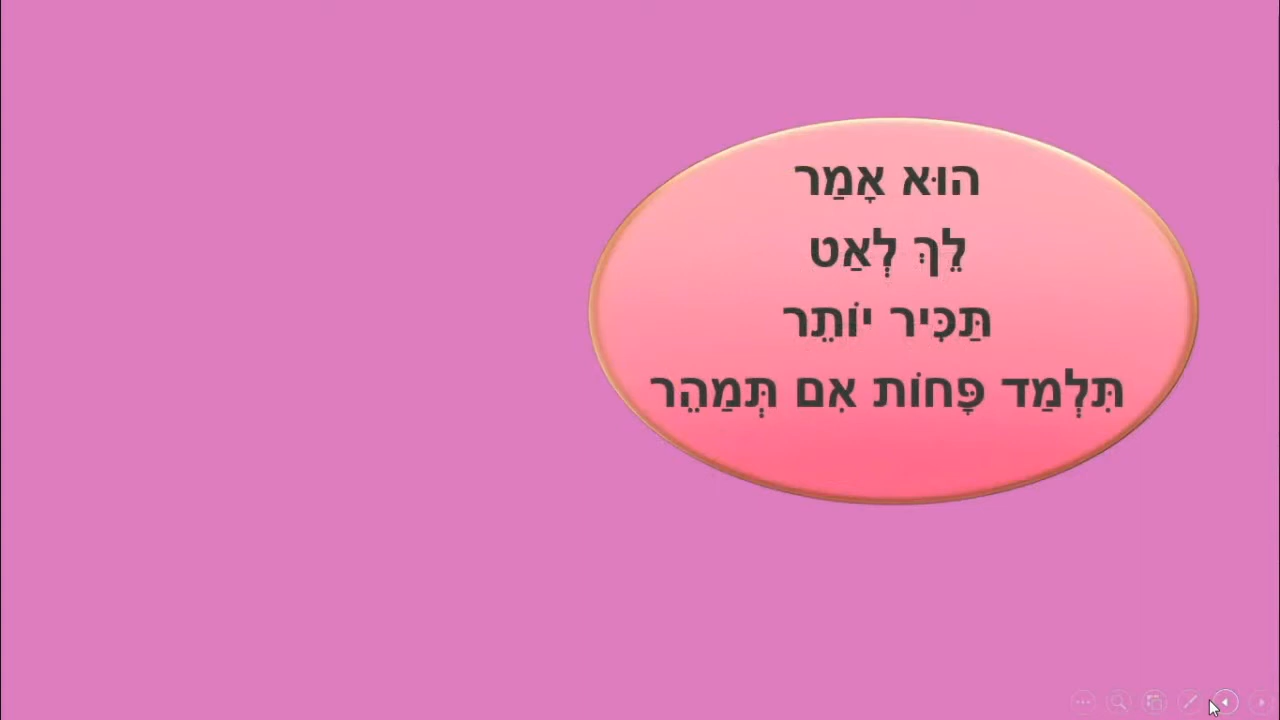 הוּא אָמַר
לֵךְ לְאַט
תַּכִּיר יוֹתֵר
תִּלְמַד פָּחוֹת אִם תְּמַהֵר